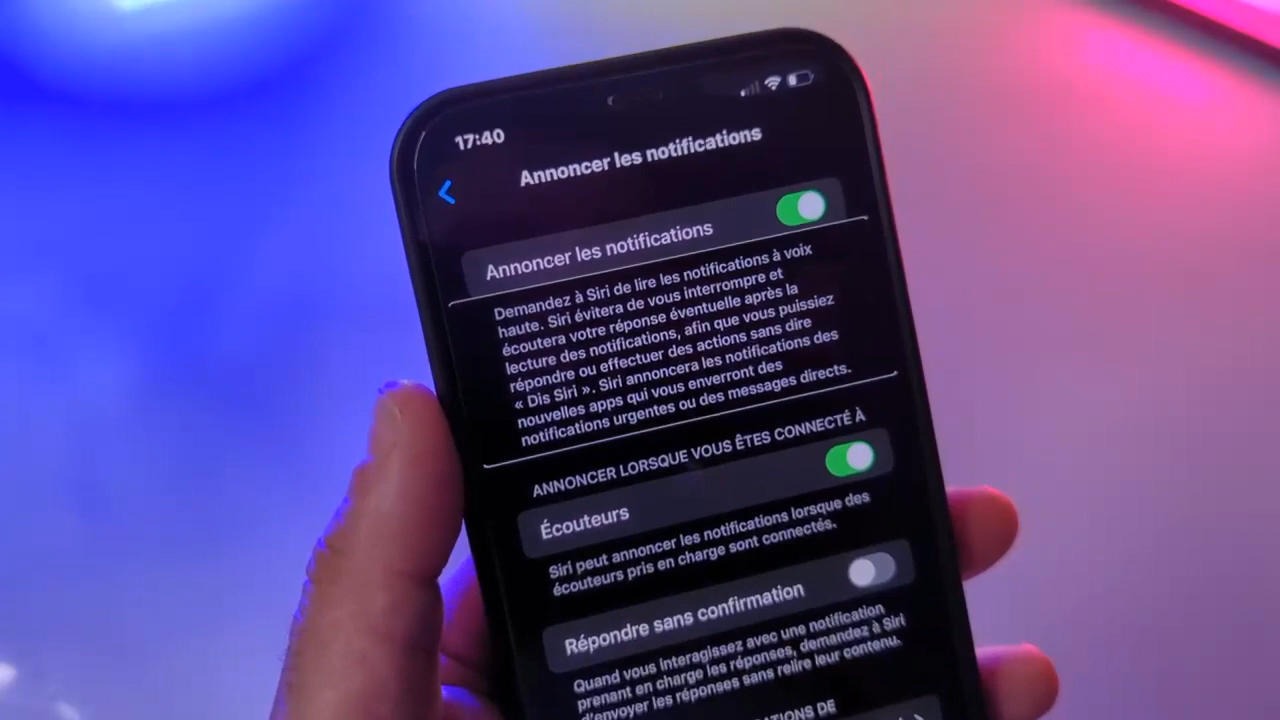 17:40
Annoncer les notifications
Annoncer les notifications
Demandez à Siri de lire les notifications à voix
haute. Siri évitera de vous interrompre et
écoutera votre réponse éventuelle après la
lecture des notifications, afin que vous puissiez
répondre ou effectuer des actions sans dire
« Dis Siri ». Siri annoncera les notifications des
nouvelles apps qui vous enverront des
notifications urgentes ou des messages directs.
ANNONCER LORSQUE VOUS ÊTES CONNECTÉ À
Écouteurs
Siri peut annoncer les notifications lorsque des
écouteurs pris en charge sont connectés.
Répondre sans confirmation
Quand vous interagissez avec une notification
prenant en charge les réponses, demandez à Siri
d'envoyer les réponses sans relire leur contenu.
DE